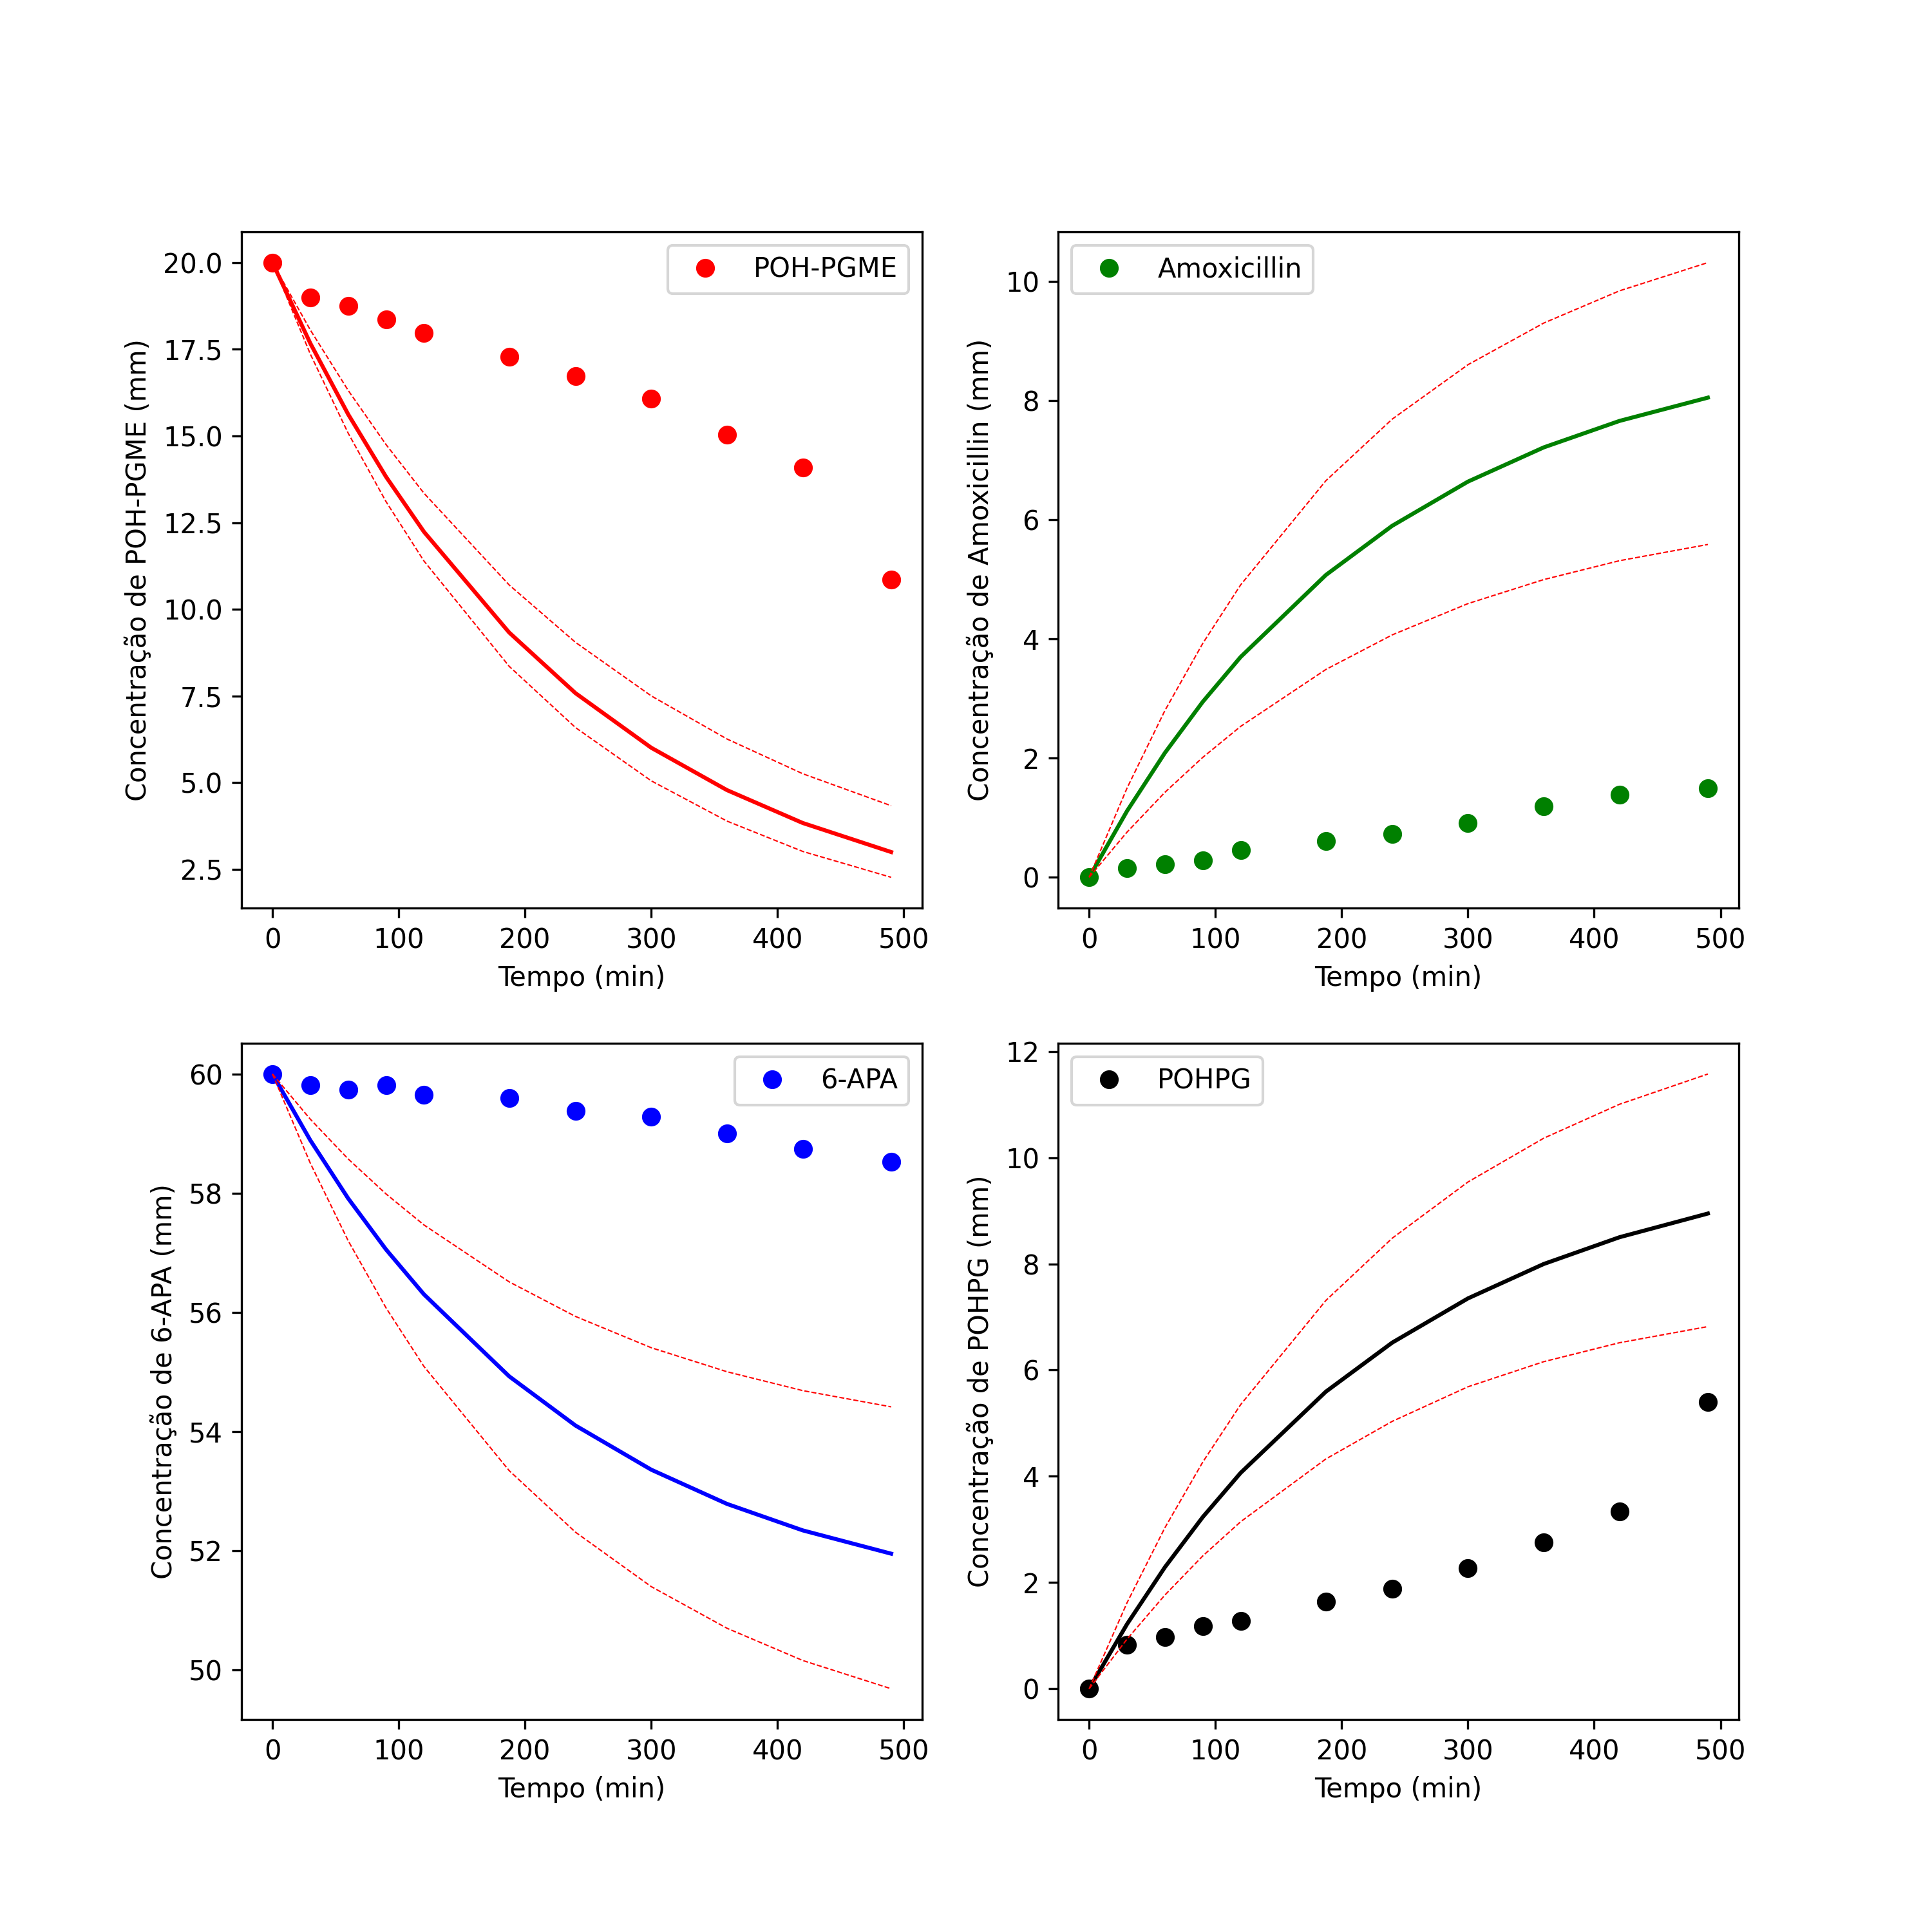 POH-PGME
Concentração de POH-PGME (mm)
20.0
17.5
15.0
12.5
10.0
7.5
5.0
2.5
0 100 200 300 400 500
Tempo (min)
Amoxicillin
Concentração de Amoxicillin (mm)
10
8
6
4
2
0
0 100 200 300 400 500
Tempo (min)
6-APA
Concentração de 6-APA (mm)
60
58
56
54
52
50
0 100 200 300 400 500
Tempo (min)
POHPG
Concentração de POHPG (mm)
12
10
8
6
4
2
0
0 100 200 300 400 500
Tempo (min)